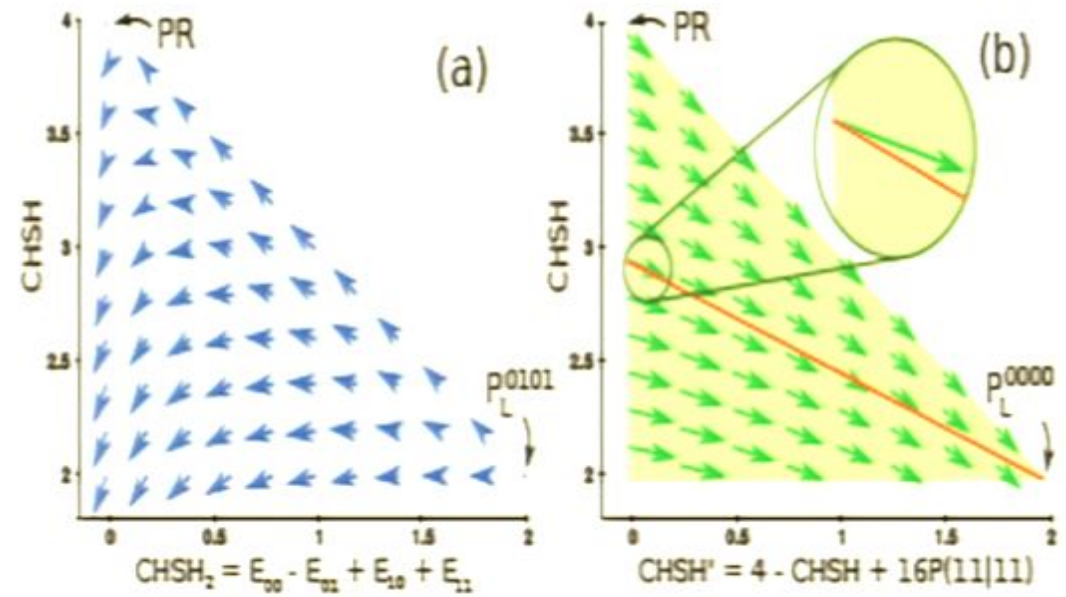 4
PR
(a)
3.5
3
2.5
2
CHSH
P_L^0101
0
0.5
1
1.5
2
CHSH₂ = E₀₀ - E₀₁ + E₁₀ + E₁₁
4
PR
(b)
3.5
3
2.5
2
CHSH
P_L^0000
0
0.5
1
1.5
2
CHSH' = 4 - CHSH + 16P(11|11)